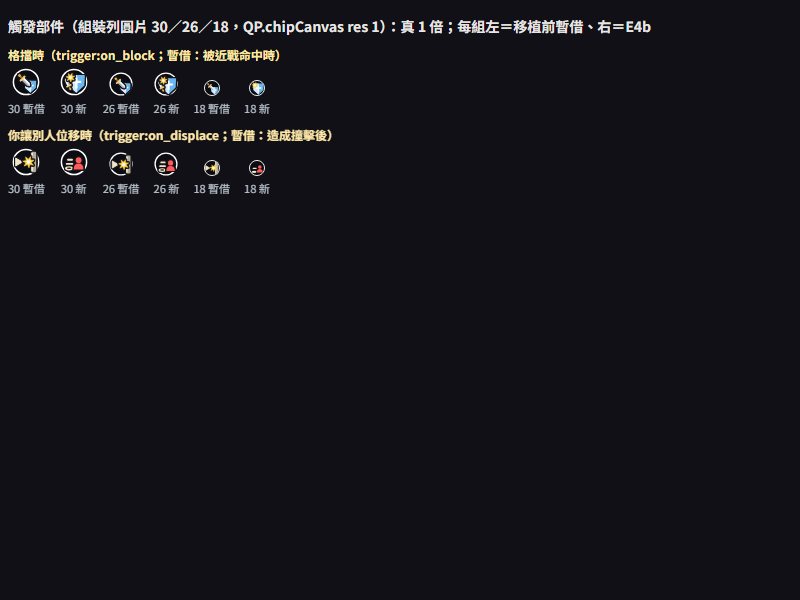 觸發部件（組裝列圓片 30／26／18，QP.chipCanvas res 1）：真 1 倍；每組左＝移植前暫借、右＝E4b
格擋時（trigger:on_block；暫借：被近戰命中時）
30 暫借 30 新 26 暫借 26 新 18 暫借 18 新
你讓別人位移時（trigger:on_displace；暫借：造成撞擊後）
30 暫借 30 新 26 暫借 26 新 18 暫借 18 新